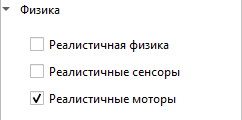 Физика
Реалистичная физика
Реалистичные сенсоры
Реалистичные моторы